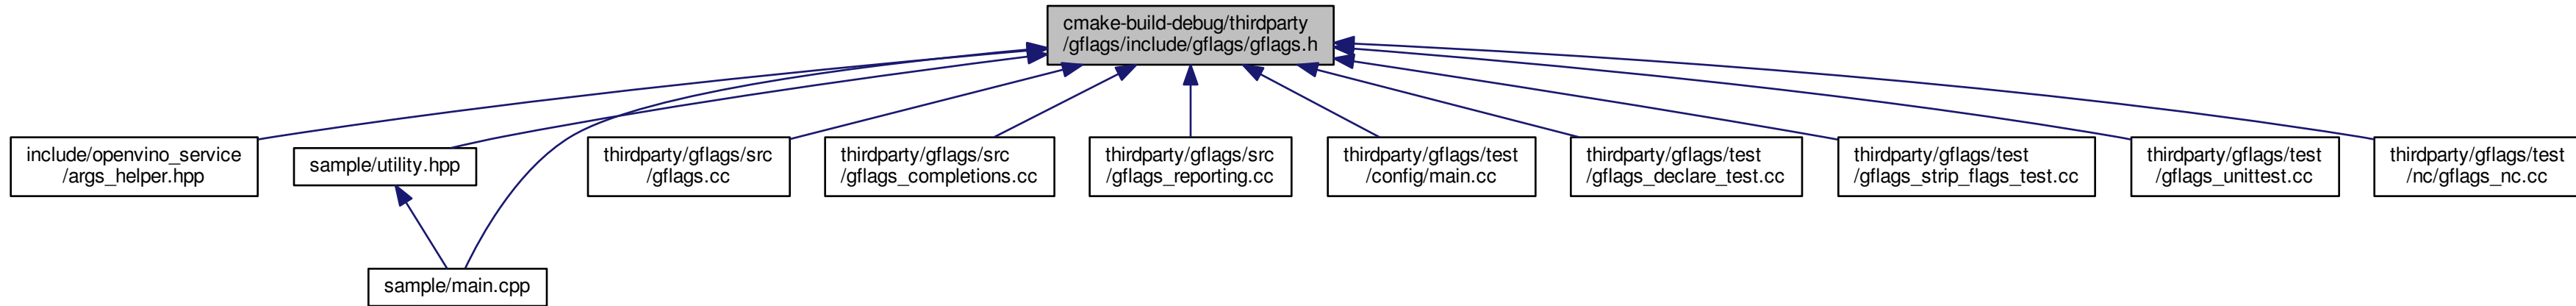 cmake-build-debug/thirdparty
/gflags/include/gflags/gflags.h
include/openvino_service
/args_helper.hpp
sample/utility.hpp
thirdparty/gflags/src
/gflags.cc
thirdparty/gflags/src
/gflags_completions.cc
thirdparty/gflags/src
/gflags_reporting.cc
thirdparty/gflags/test
/config/main.cc
thirdparty/gflags/test
/gflags_declare_test.cc
thirdparty/gflags/test
/gflags_strip_flags_test.cc
thirdparty/gflags/test
/gflags_unittest.cc
thirdparty/gflags/test
/nc/gflags_nc.cc
sample/main.cpp